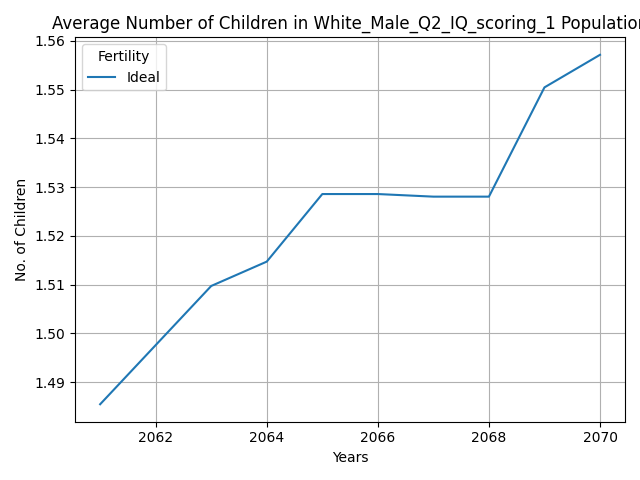 Average Number of Children in White_Male_Q2_IQ_scoring_1 Population
Fertility
Ideal
No. of Children
1.56
1.55
1.54
1.53
1.52
1.51
1.50
1.49
2062 2064 2066 2068 2070
Years